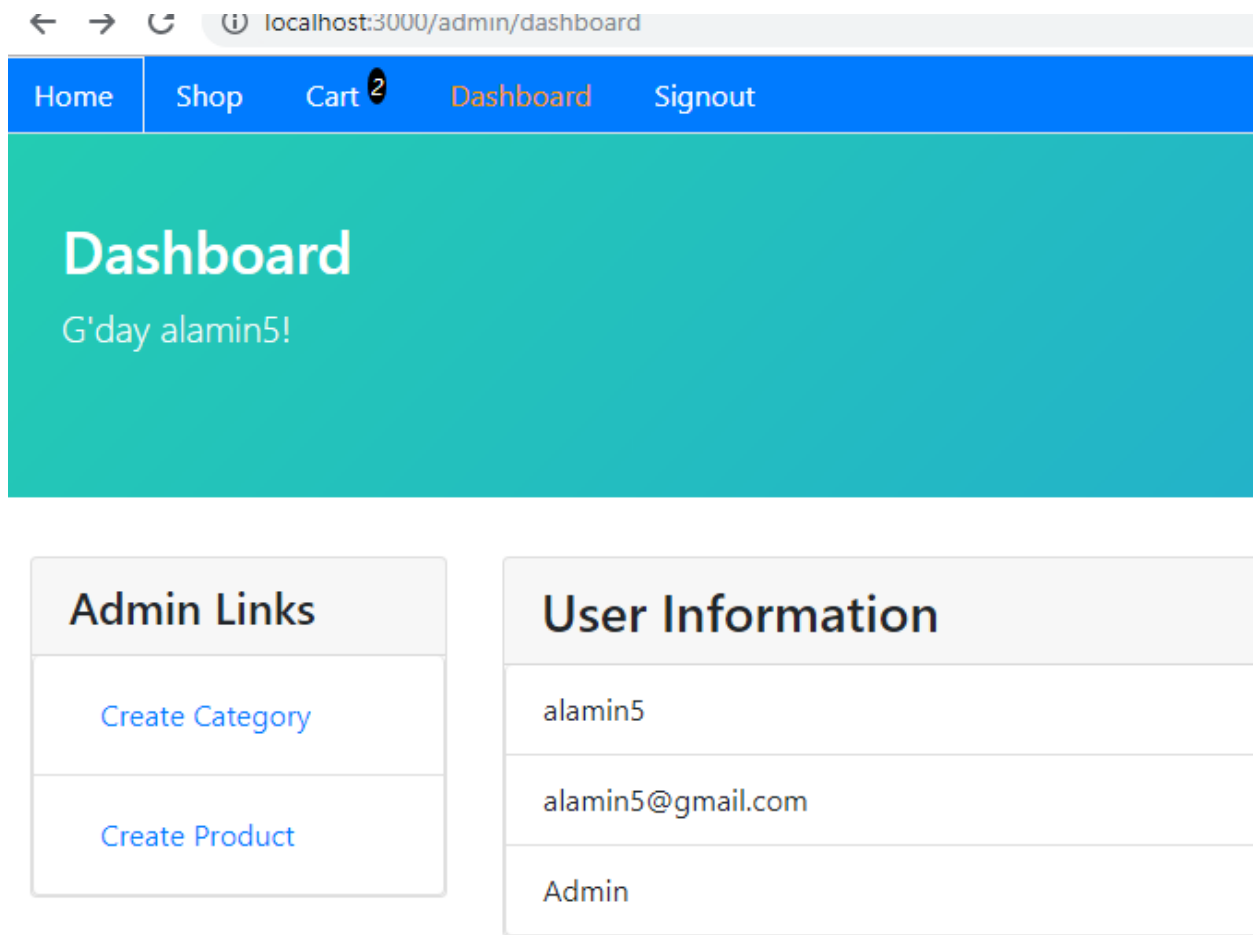 localhost:3000/admin/dashboard
Home Shop Cart 2 Dashboard Signout
Dashboard
G'day alamin5!
Admin Links
Create Category
Create Product
User Information
alamin5
alamin5@gmail.com
Admin